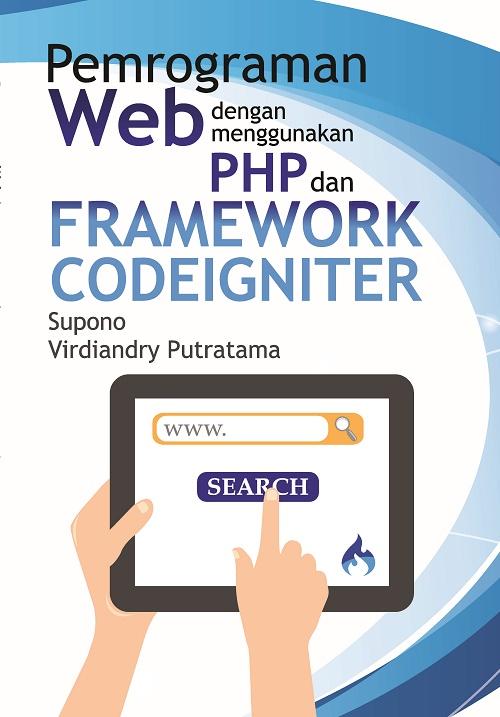 Pemrograman
Web dengan
menggunakan
PHP dan
FRAMEWORK
CODEIGNITER
Supono
Virdiandry Putratama
www.
SEARCH